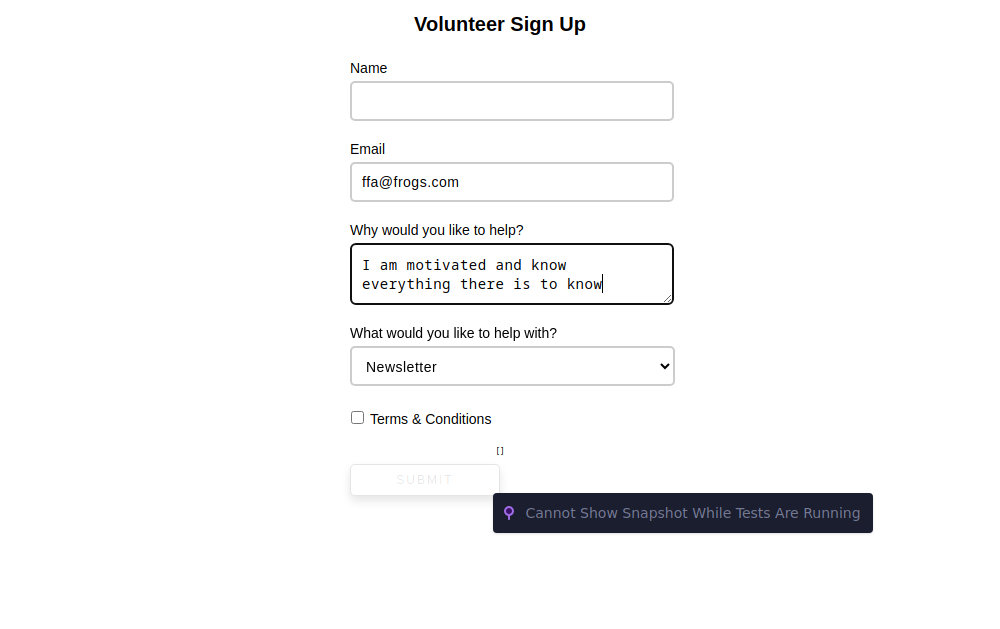 Volunteer Sign Up
Name
Email
ffa@frogs.com
Why would you like to help?
I am motivated and know
everything there is to know
What would you like to help with?
Newsletter
Terms & Conditions
[]
SUBMIT
Cannot Show Snapshot While Tests Are Running